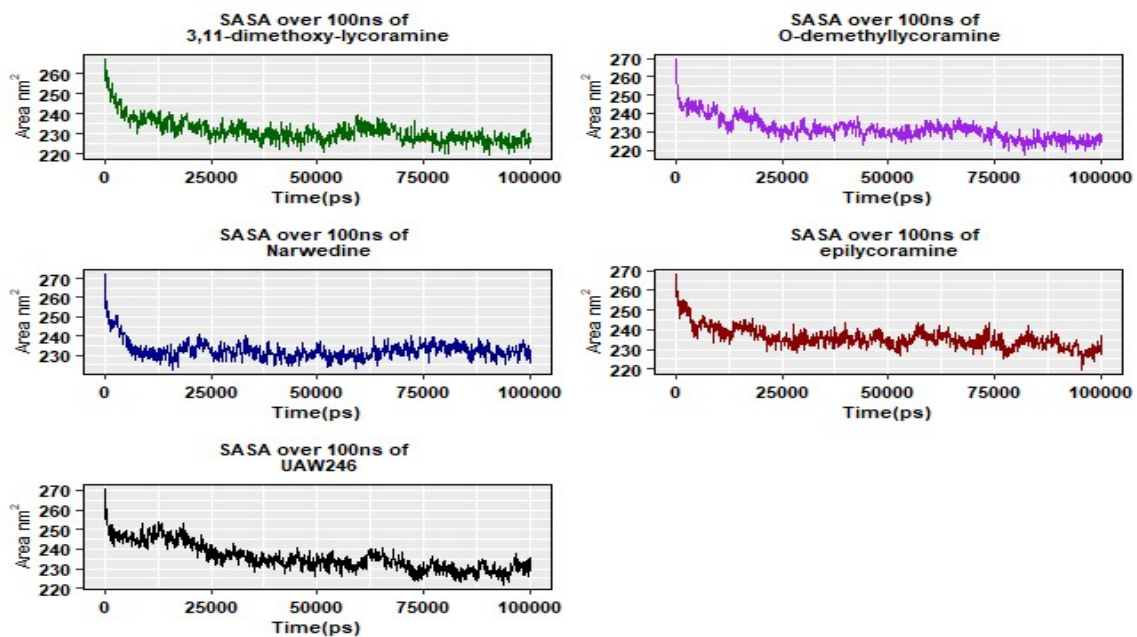 SASA over 100ns of
3,11-dimethoxy-lycoramine
Area nm²
260
250
240
230
220
0 25000 50000 75000 100000
Time(ps)
SASA over 100ns of
O-demethyllycoramine
Area nm²
270
260
250
240
230
220
0 25000 50000 75000 100000
Time(ps)
SASA over 100ns of
Narwedine
Area nm²
270
260
250
240
230
0 25000 50000 75000 100000
Time(ps)
SASA over 100ns of
epilycoramine
Area nm²
270
260
250
240
230
220
0 25000 50000 75000 100000
Time(ps)
SASA over 100ns of
UAW246
Area nm²
270
260
250
240
230
220
0 25000 50000 75000 100000
Time(ps)